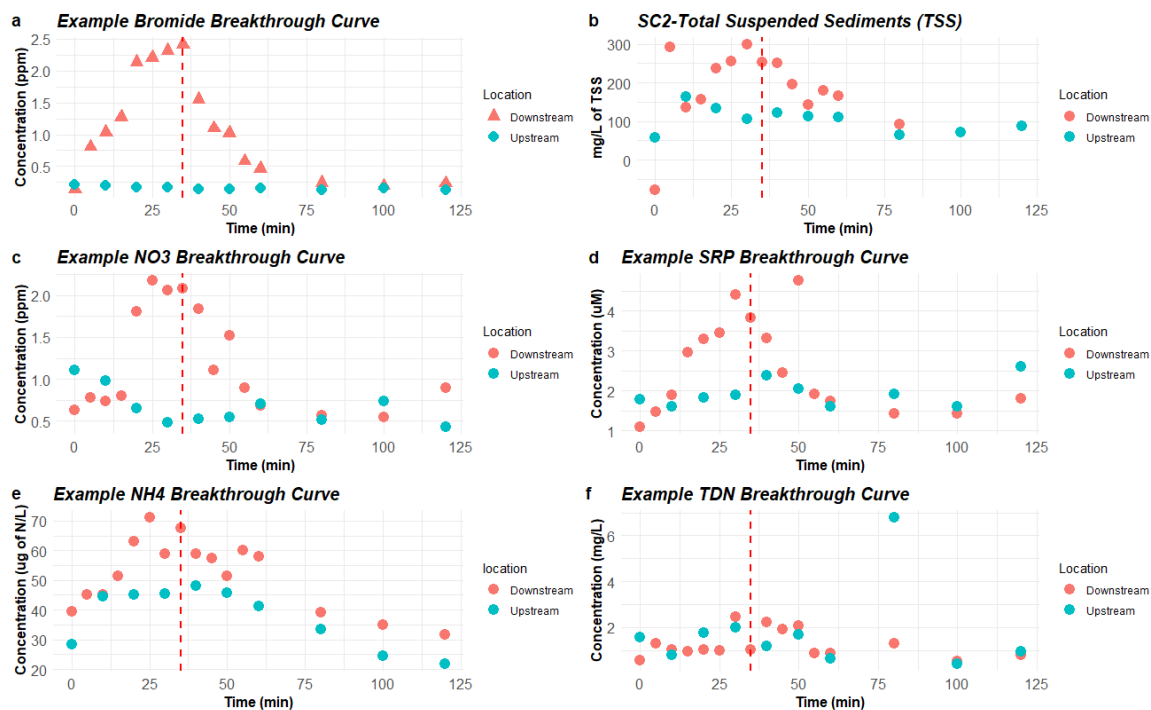 a Example Bromide Breakthrough Curve
Concentration (ppm)
2.5
2.0
1.5
1.0
0.5
0 25 50 75 100 125
Time (min)
Location
Downstream
Upstream
b SC2-Total Suspended Sediments (TSS)
mg/L of TSS
300
200
100
0
0 25 50 75 100 125
Time (min)
Location
Downstream
Upstream
c Example NO3 Breakthrough Curve
Concentration (ppm)
2.0
1.5
1.0
0.5
0 25 50 75 100 125
Time (min)
Location
Downstream
Upstream
d Example SRP Breakthrough Curve
Concentration (uM)
4
3
2
1
0 25 50 75 100 125
Time (min)
Location
Downstream
Upstream
e Example NH4 Breakthrough Curve
Concentration (ug of N/L)
70
60
50
40
30
20
0 25 50 75 100 125
Time (min)
location
Downstream
Upstream
f Example TDN Breakthrough Curve
Concentration (mg/L)
6
4
2
0 25 50 75 100 125
Time (min)
Location
Downstream
Upstream